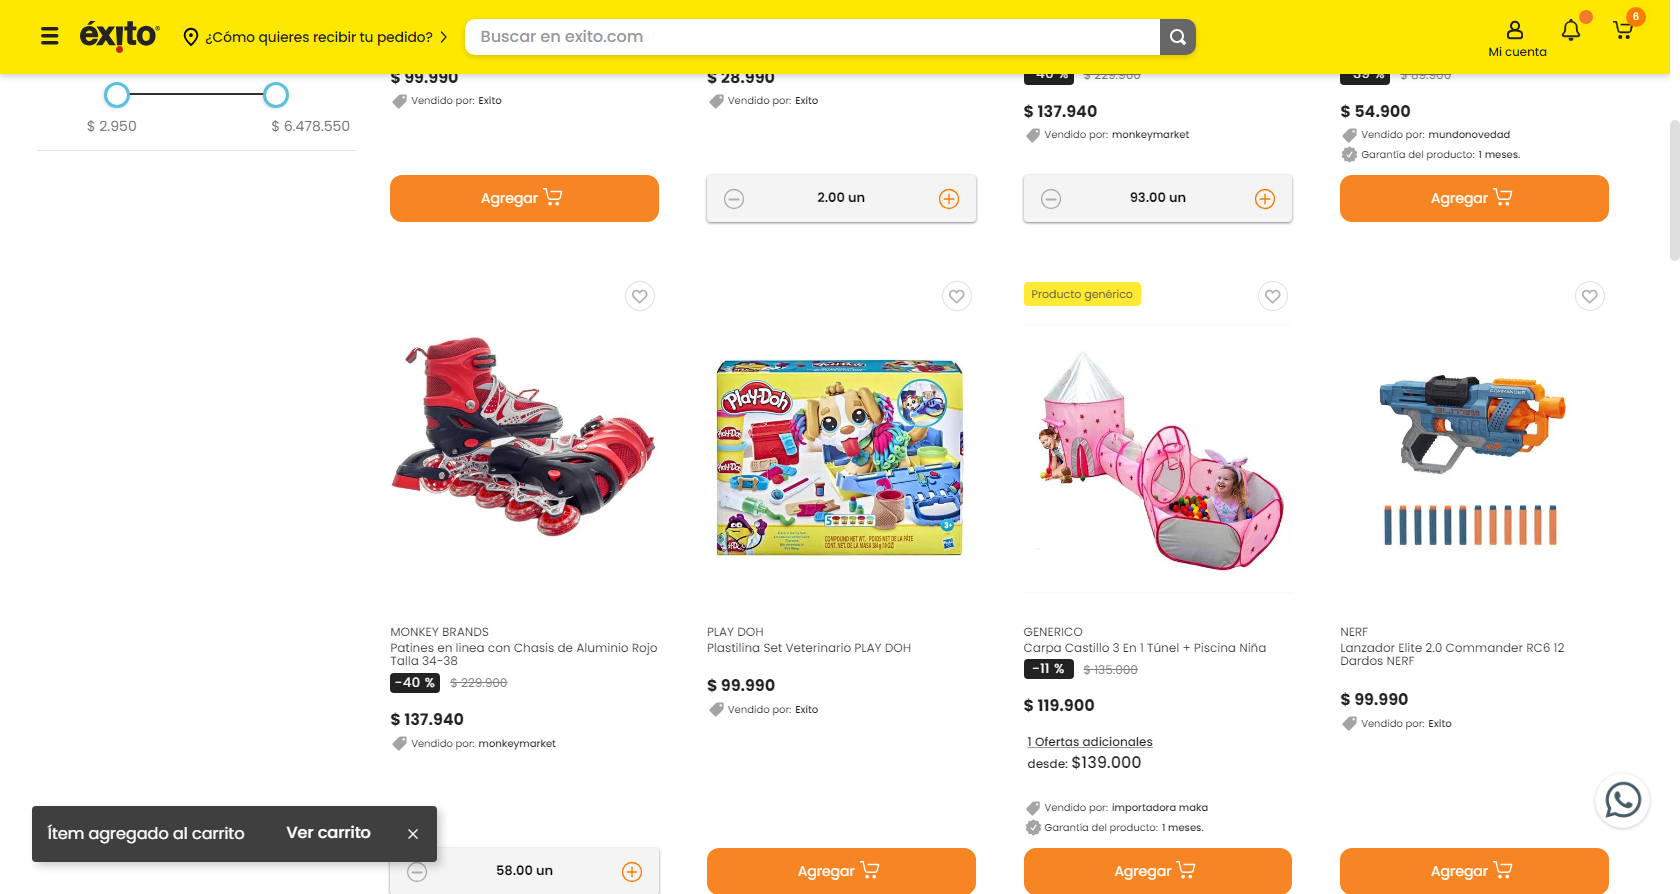 éxito
¿Cómo quieres recibir tu pedido?
Buscar en exito.com
Mi cuenta
6
$ 2.950
$ 6.478.550
$ 99.990
Vendido por: Exito
Agregar
$ 28.990
Vendido por: Exito
2.00 un
-40 % $ 229.900
$ 137.940
Vendido por: monkeymarket
93.00 un
-39 % $ 89.900
$ 54.900
Vendido por: mundonovedad
Garantía del producto: 1 meses.
Agregar
MONKEY BRANDS
Patines en linea con Chasis de Aluminio Rojo
Talla 34-38
-40 % $ 229.900
$ 137.940
Vendido por: monkeymarket
58.00 un
Play-Doh
3+
PLAY DOH
Plastilina Set Veterinario PLAY DOH
$ 99.990
Vendido por: Exito
Agregar
Producto genérico
GENERICO
Carpa Castillo 3 En 1 Túnel + Piscina Niña
-11 % $ 135.000
$ 119.900
1 Ofertas adicionales
desde: $139.000
Vendido por: importadora maka
Garantía del producto: 1 meses.
Agregar
COMMANDER
NERF
Lanzador Elite 2.0 Commander RC6 12
Dardos NERF
$ 99.990
Vendido por: Exito
Agregar
Ítem agregado al carrito
Ver carrito